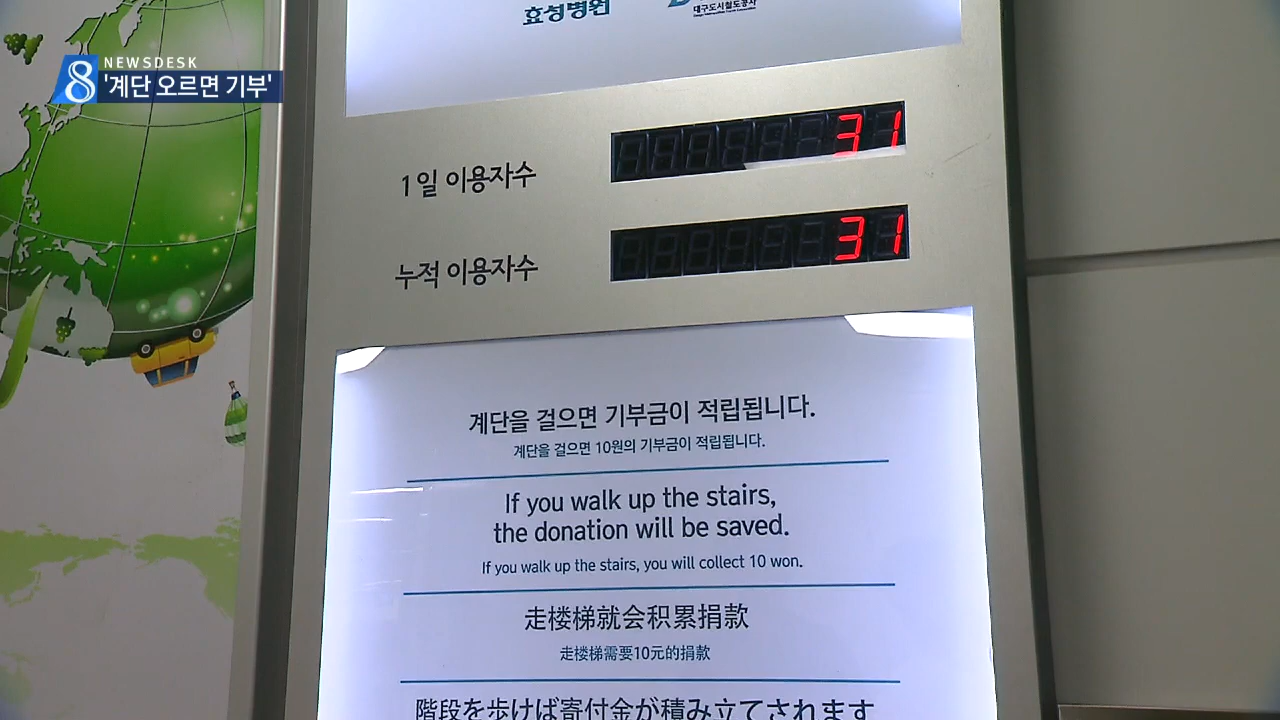 효성병원
대구도시철도공사
NEWSDESK
8 '계단 오르면 기부'
1일 이용자수
31
누적 이용자수
31
계단을 걸으면 기부금이 적립됩니다.
계단을 걸으면 10원의 기부금이 적립됩니다.
If you walk up the stairs,
the donation will be saved.
If you walk up the stairs, you will collect 10 won.
走楼梯就会积累捐款
走楼梯需要10元的捐款
階段を歩けば寄付金が積み立てされます